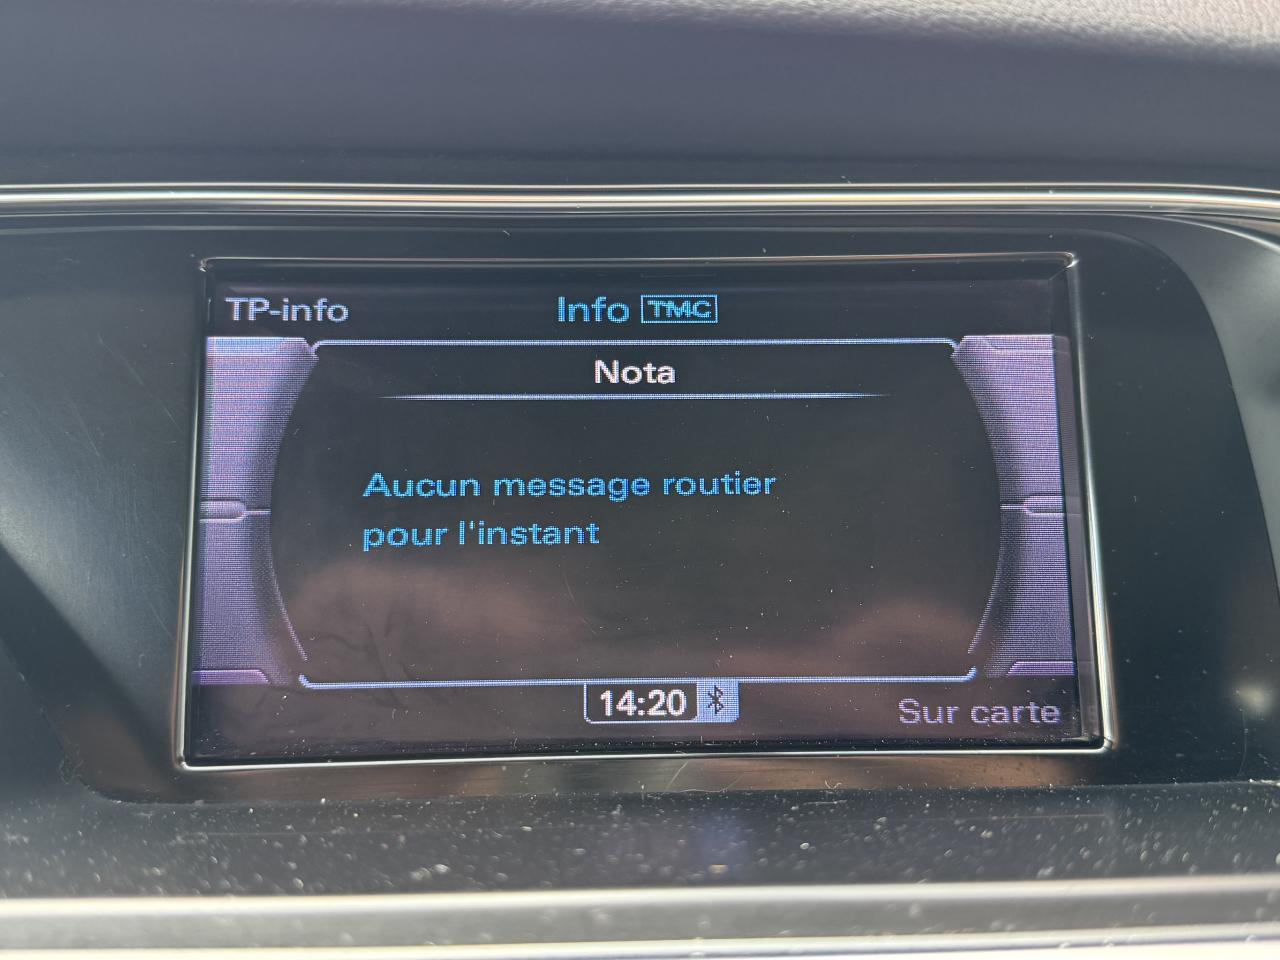 TP-info
Info TMC
Nota
Aucun message routier
pour l'instant
14:20
Sur carte